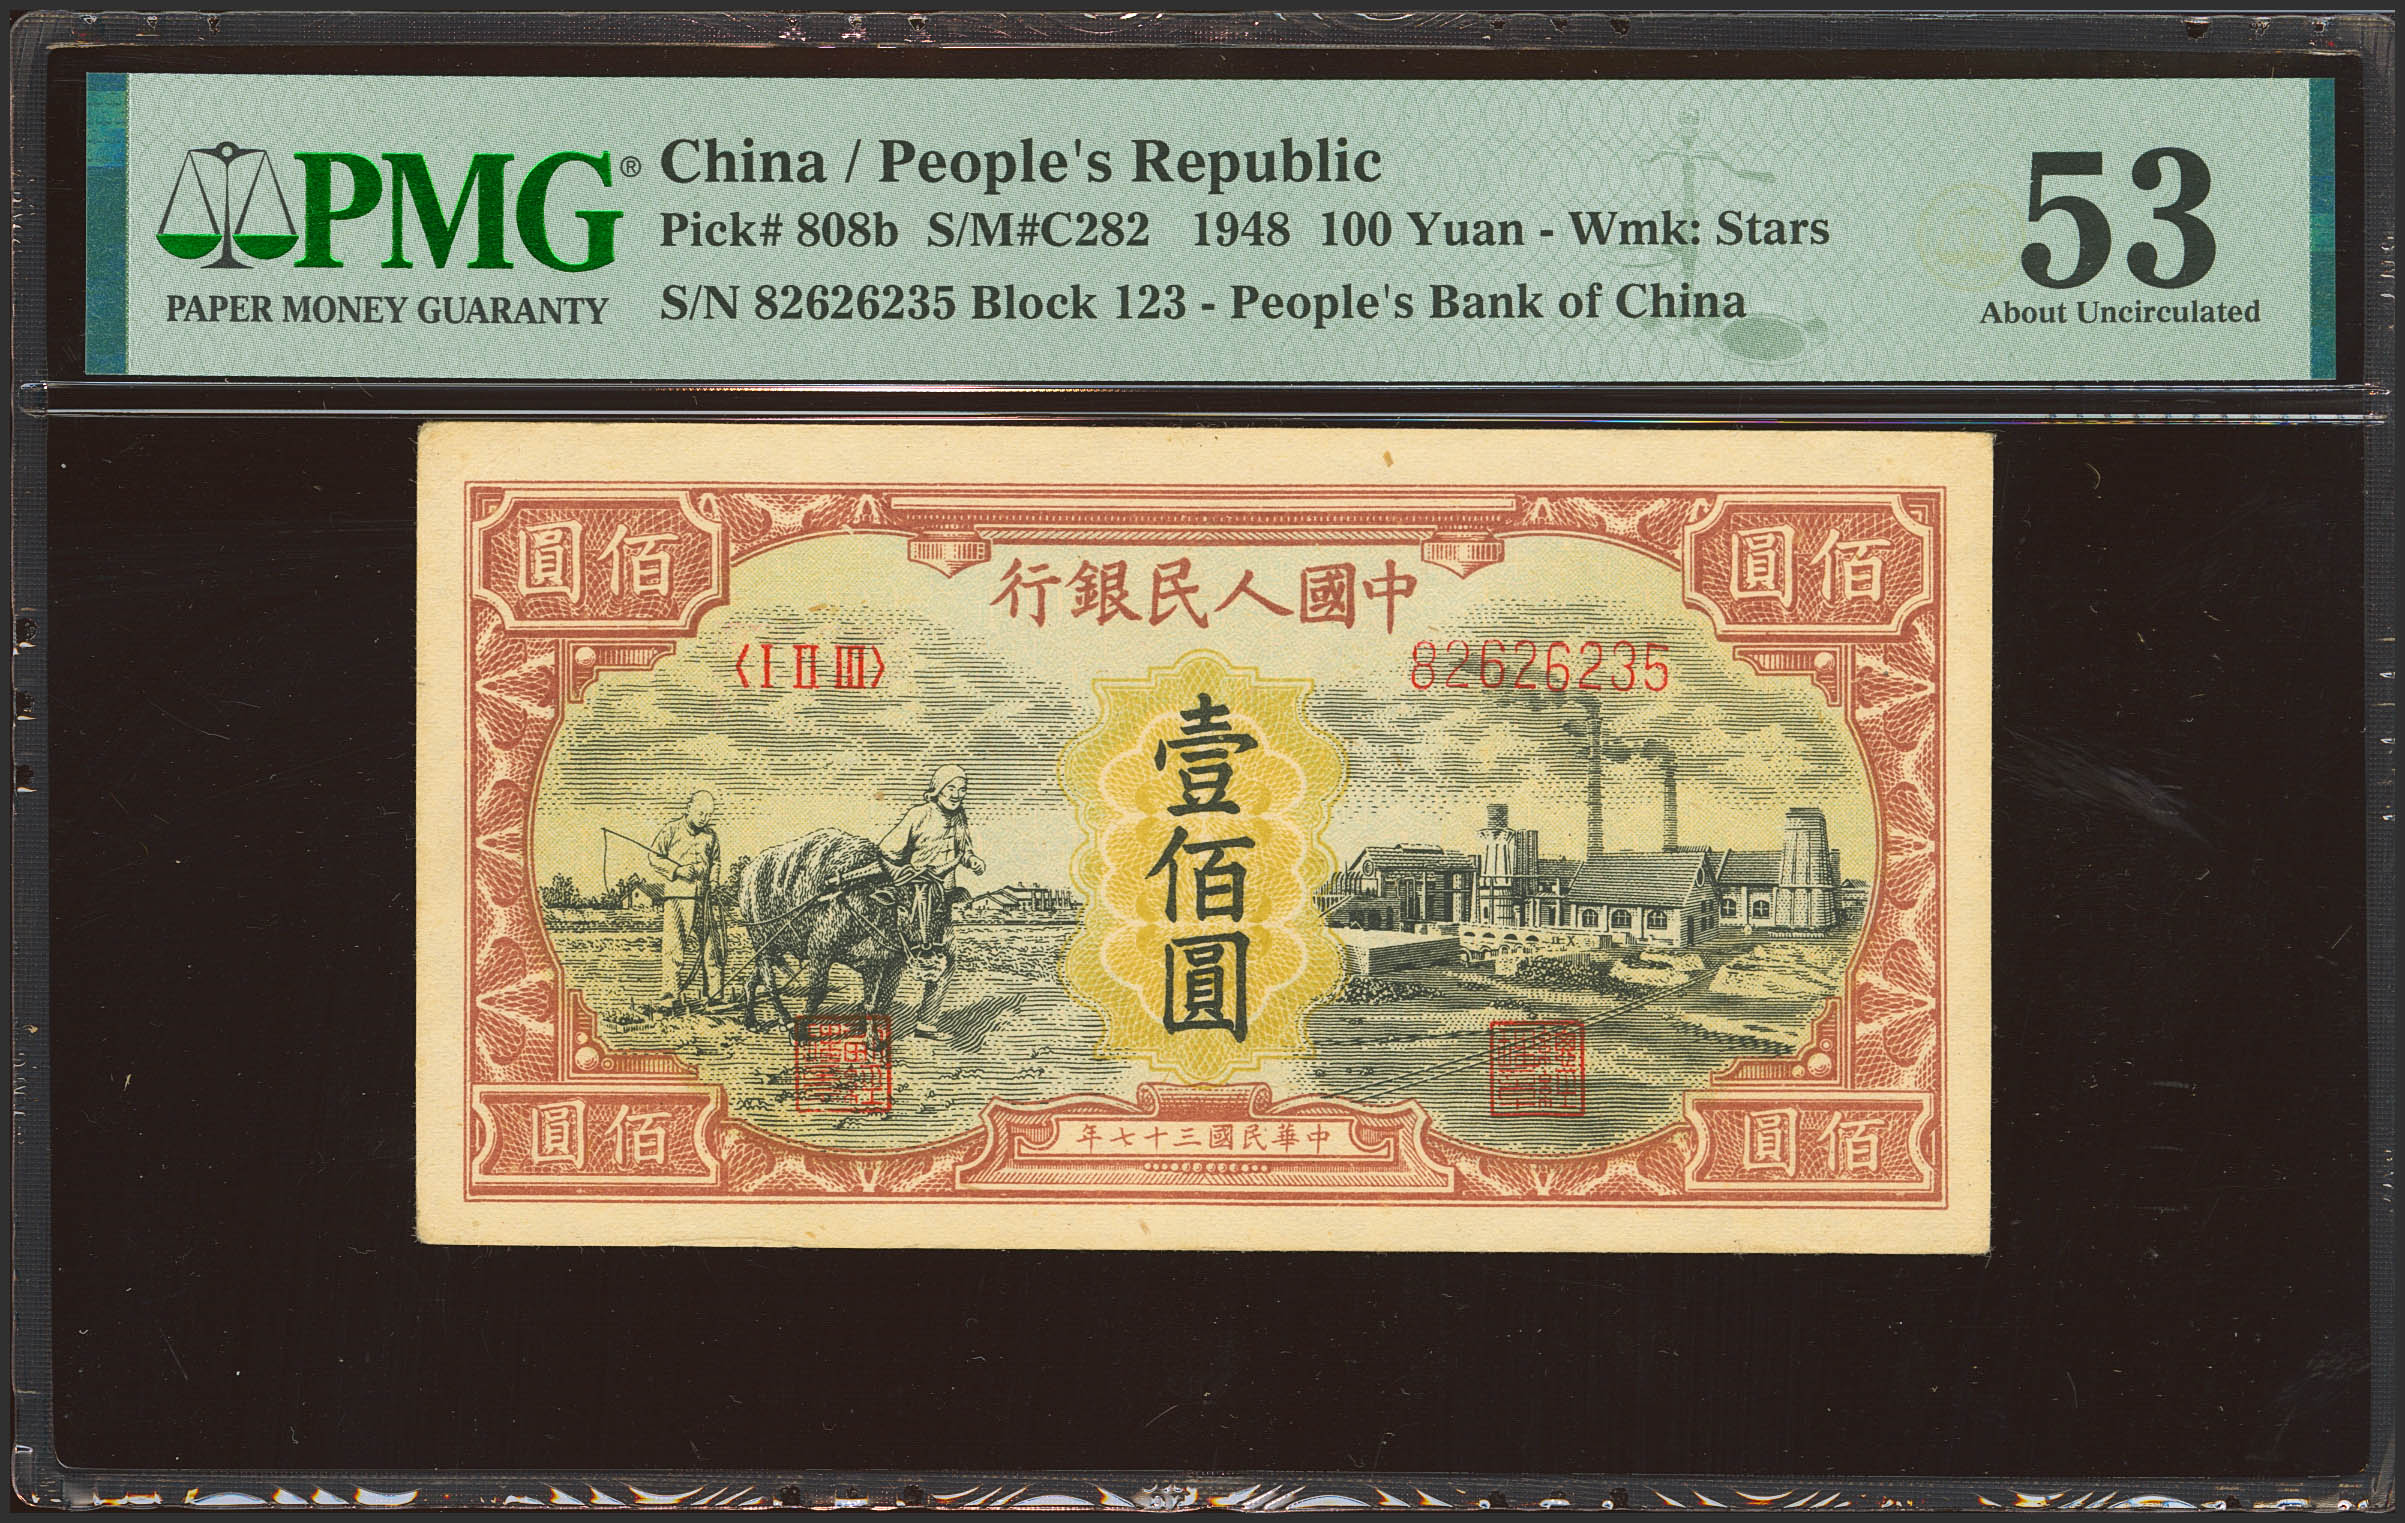 PMG®
PAPER MONEY GUARANTY
China / People's Republic
Pick# 808b S/M#C282 1948 100 Yuan - Wmk: Stars
S/N 82626235 Block 123 - People's Bank of China
53
About Uncirculated
圓佰
圓佰
行銀民人國中
〈I II III〉
82626235
壹佰圓
圓佰
年七十三國民華中
圓佰